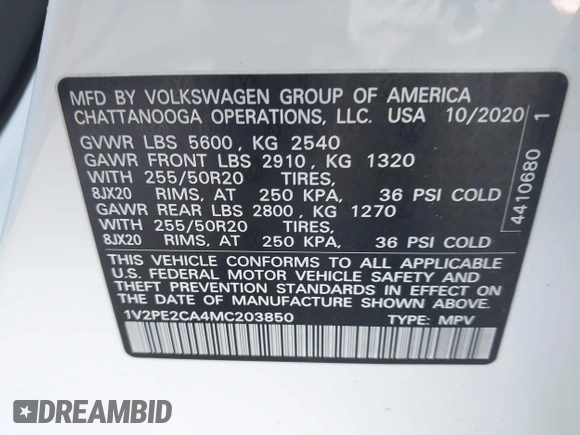 MFD BY VOLKSWAGEN GROUP OF AMERICA
CHATTANOOGA OPERATIONS, LLC. USA 10/2020
GVWR LBS 5600, KG 2540
GAWR FRONT LBS 2910, KG 1320
WITH 255/50R20 TIRES,
8JX20 RIMS, AT 250 KPA, 36 PSI COLD
GAWR REAR LBS 2800, KG 1270
WITH 255/50R20 TIRES,
8JX20 RIMS, AT 250 KPA, 36 PSI COLD
THIS VEHICLE CONFORMS TO ALL APPLICABLE
U.S. FEDERAL MOTOR VEHICLE SAFETY AND
THEFT PREVENTION STANDARDS IN EFFECT ON
THE DATE OF MANUFACTURE SHOWN ABOVE.
1V2PE2CA4MC203850 TYPE: MPV
4410680 1
DREAMBID